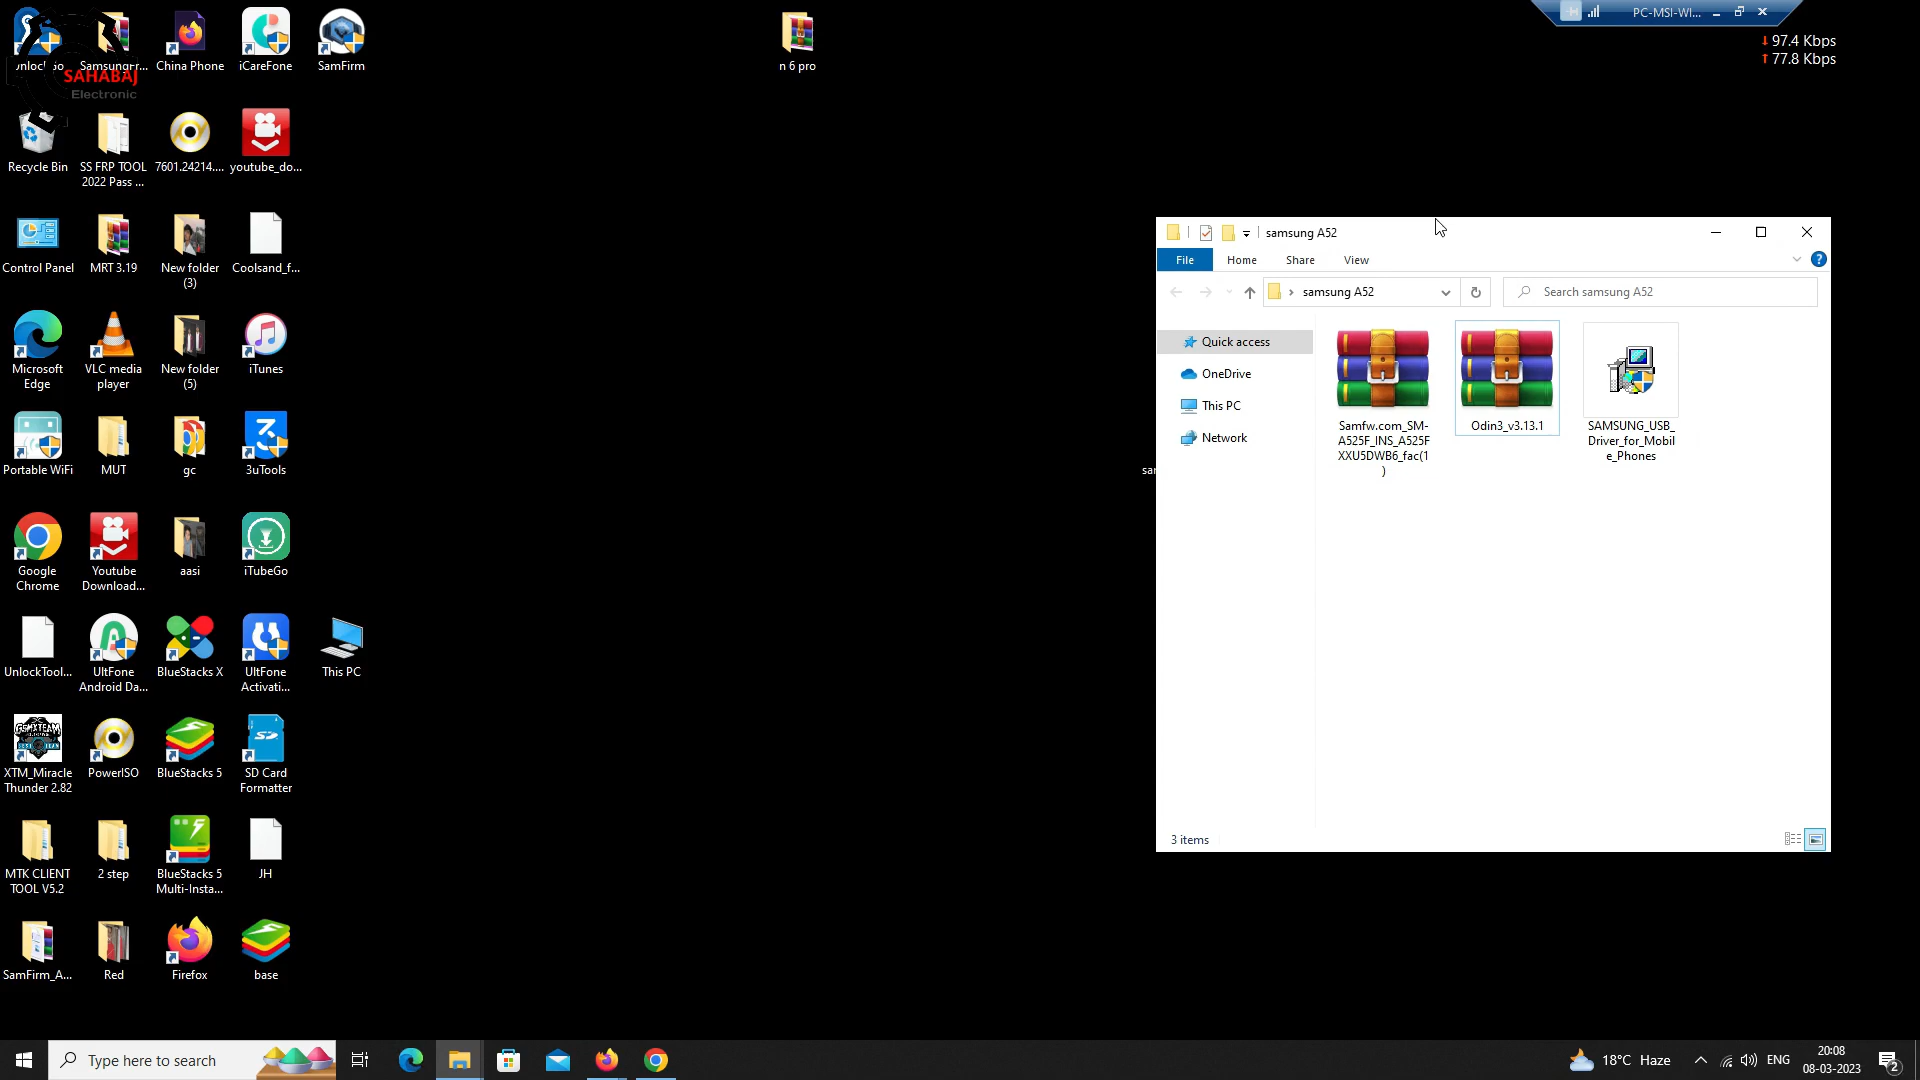 SAHABAJ
Electronic
SamsungFr...
China Phone
iCareFone
SamFirm
n 6 pro
PC-MSI-WI...
97.4 Kbps
77.8 Kbps
Recycle Bin
SS FRP TOOL
2022 Pass ...
7601.24214....
youtube_do...
Control Panel
MRT 3.19
New folder
(3)
Coolsand_f...
Microsoft
Edge
VLC media
player
New folder
(5)
iTunes
Portable WiFi
MUT
gc
3uTools
Google
Chrome
Youtube
Download...
aasi
iTubeGo
UnlockTool...
UltFone
Android Da...
BlueStacks X
UltFone
Activati...
This PC
XTM_Miracle
Thunder 2.82
PowerISO
BlueStacks 5
SD Card
Formatter
MTK CLIENT
TOOL V5.2
2 step
BlueStacks 5
Multi-Insta...
JH
SamFirm_A...
Red
Firefox
base
samsung A52
File
Home
Share
View
samsung A52
Search samsung A52
Quick access
OneDrive
This PC
Network
Samfw.com_SM-
A525F_INS_A525F
XXU5DWB6_fac(1
)
Odin3_v3.13.1
SAMSUNG_USB_
Driver_for_Mobil
e_Phones
3 items
Type here to search
18°C Haze
ENG
20:08
08-03-2023
2